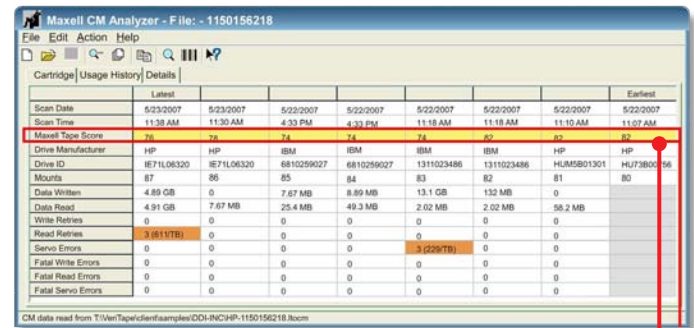 Maxell CM Analyzer - File: - 1150156218
File Edit Action Help
Cartridge Usage History Details
Latest Earliest
Scan Date 5/23/2007 5/23/2007 5/22/2007 5/22/2007 5/22/2007 5/22/2007 5/22/2007 5/22/2007
Scan Time 11:38 AM 11:30 AM 4:33 PM 4:33 PM 11:18 AM 11:18 AM 11:10 AM 11:07 AM
Maxell Tape Score 76 78 74 74 74 82 82 82
Drive Manufacturer HP HP IBM IBM IBM IBM HP HP
Drive ID IE71L06320 IE71L06320 6810259027 6810259027 1311023486 1311023486 HUM5B01301
Mounts 87 86 85 84 83 82 81 80
Data Written 4.89 GB 0 7.67 MB 8.89 MB 13.1 GB 132 MB 0
Data Read 4.91 GB 7.67 MB 25.4 MB 49.3 MB 2.02 MB 2.02 MB 58.2 MB
Write Retries 0 0 0 0 0 0 0
Read Retries 3 (611/TB) 0 0 0 0 0 0
Servo Errors 0 0 0 0 3 (229/TB) 0 0
Fatal Write Errors 0 0 0 0 0 0 0
Fatal Read Errors 0 0 0 0 0 0 0
Fatal Servo Errors 0 0 0 0 0 0 0
CM data read from T:\VeriTape\client\samples\DDI-INC\HP-1150156218.ltocm